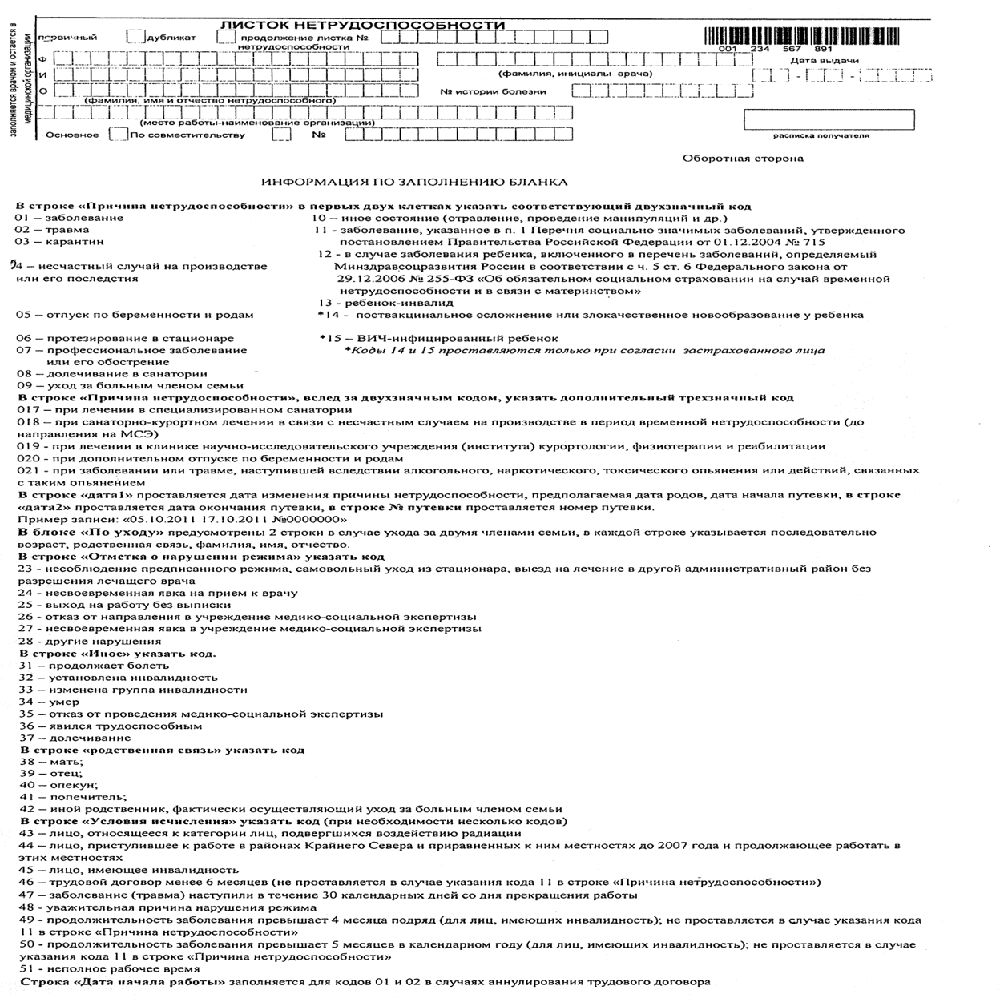 заполняется врачом и остается в
медицинской организации
ЛИСТОК НЕТРУДОСПОСОБНОСТИ
первичный дубликат продолжение листка №
нетрудоспособности
001 234 567 891
Ф
Дата выдачи
И
(фамилия, инициалы врача)
О
№ истории болезни
(фамилия, имя и отчество нетрудоспособного)
(место работы-наименование организации)
Основное По совместительству №
расписка получателя
Оборотная сторона
ИНФОРМАЦИЯ ПО ЗАПОЛНЕНИЮ БЛАНКА
В строке «Причина нетрудоспособности» в первых двух клетках указать соответствующий двухзначный код
01 – заболевание
02 – травма
03 – карантин
04 – несчастный случай на производстве
или его последстия
05 – отпуск по беременности и родам
06 – протезирование в стационаре
07 – профессиональное заболевание
или его обострение
08 – долечивание в санатории
09 – уход за больным членом семьи
10 – иное состояние (отравление, проведение манипуляций и др.)
11 - заболевание, указанное в п. 1 Перечня социально значимых заболеваний, утвержденного
постановлением Правительства Российской Федерации от 01.12.2004 № 715
12 - в случае заболевания ребенка, включенного в перечень заболеваний, определяемый
Минздравсоцразвития России в соответствии с ч. 5 ст. 6 Федерального закона от
29.12.2006 № 255-ФЗ «Об обязательном социальном страховании на случай временной
нетрудоспособности и в связи с материнством»
13 - ребенок-инвалид
*14 - поствакцинальное осложнение или злокачественное новообразование у ребенка
*15 – ВИЧ-инфицированный ребенок
*Коды 14 и 15 проставляются только при согласии застрахованного лица
В строке «Причина нетрудоспособности», вслед за двухзначным кодом, указать дополнительный трехзначный код
017 – при лечении в специализированном санатории
018 – при санаторно-курортном лечении в связи с несчастным случаем на производстве в период временной нетрудоспособности (до
направления на МСЭ)
019 - при лечении в клинике научно-исследовательского учреждения (института) курортологии, физиотерапии и реабилитации
020 - при дополнительном отпуске по беременности и родам
021 - при заболевании или травме, наступившей вследствии алкогольного, наркотического, токсического опьянения или действий, связанных
с таким опьянением
В строке «дата1» проставляется дата изменения причины нетрудоспособности, предполагаемая дата родов, дата начала путевки, в строке
«дата2» проставляется дата окончания путевки, в строке № путевки проставляется номер путевки.
Пример записи: «05.10.2011 17.10.2011 №0000000»
В блоке «По уходу» предусмотрены 2 строки в случае ухода за двумя членами семьи, в каждой строке указывается последовательно
возраст, родственная связь, фамилия, имя, отчество.
В строке «Отметка о нарушении режима» указать код
23 - несоблюдение предписанного режима, самовольный уход из стационара, выезд на лечение в другой административный район без
разрешения лечащего врача
24 - несвоевременная явка на прием к врачу
25 - выход на работу без выписки
26 - отказ от направления в учреждение медико-социальной экспертизы
27 - несвоевременная явка в учреждение медико-социальной экспертизы
28 - другие нарушения
В строке «Иное» указать код.
31 – продолжает болеть
32 – установлена инвалидность
33 – изменена группа инвалидности
34 – умер
35 – отказ от проведения медико-социальной экспертизы
36 – явился трудоспособным
37 – долечивание
В строке «родственная связь» указать код
38 – мать;
39 – отец;
40 – опекун;
41 – попечитель;
42 – иной родственник, фактически осуществляющий уход за больным членом семьи
В строке «Условия исчисления» указать код (при необходимости несколько кодов)
43 – лицо, относящееся к категории лиц, подвергшихся воздействию радиации
44 – лицо, приступившее к работе в районах Крайнего Севера и приравненных к ним местностях до 2007 года и продолжающее работать в
этих местностях
45 – лицо, имеющее инвалидность
46 – трудовой договор менее 6 месяцев (не проставляется в случае указания кода 11 в строке «Причина нетрудоспособности»)
47 – заболевание (травма) наступили в течение 30 календарных дней со дня прекращения работы
48 - уважительная причина нарушения режима
49 - продолжительность заболевания превышает 4 месяца подряд (для лиц, имеющих инвалидность); не проставляется в случае указания кода
11 в строке «Причина нетрудоспособности»
50 - продолжительность заболевания превышает 5 месяцев в календарном году (для лиц, имеющих инвалидность); не проставляется в случае
указания кода 11 в строке «Причина нетрудоспособности»
51 - неполное рабочее время
Строка «Дата начала работы» заполняется для кодов 01 и 02 в случаях аннулирования трудового договора